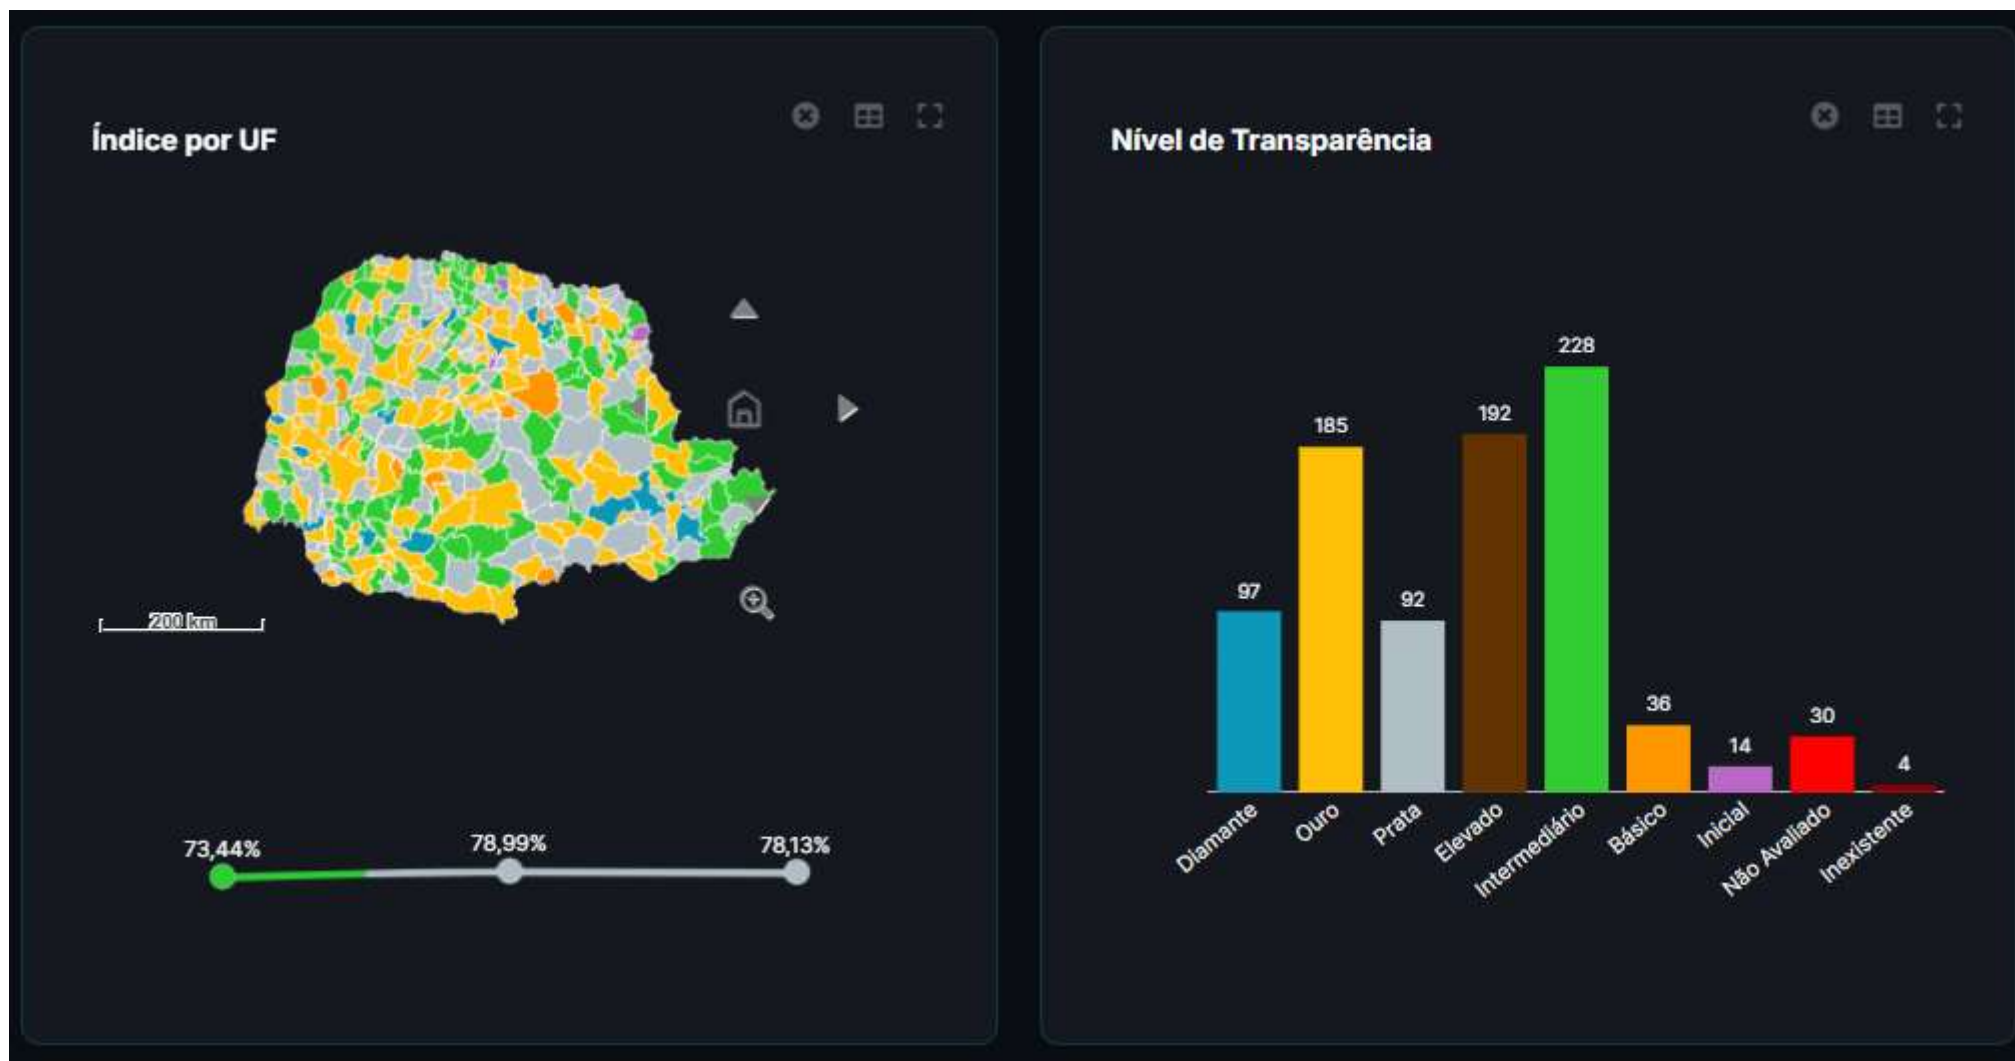 Índice por UF
200 km
73,44%
78,99%
78,13%
Nível de Transparência
97
185
92
192
228
36
14
30
4
Diamante
Ouro
Prata
Elevado
Intermediário
Básico
Inicial
Não Avaliado
Inexistente